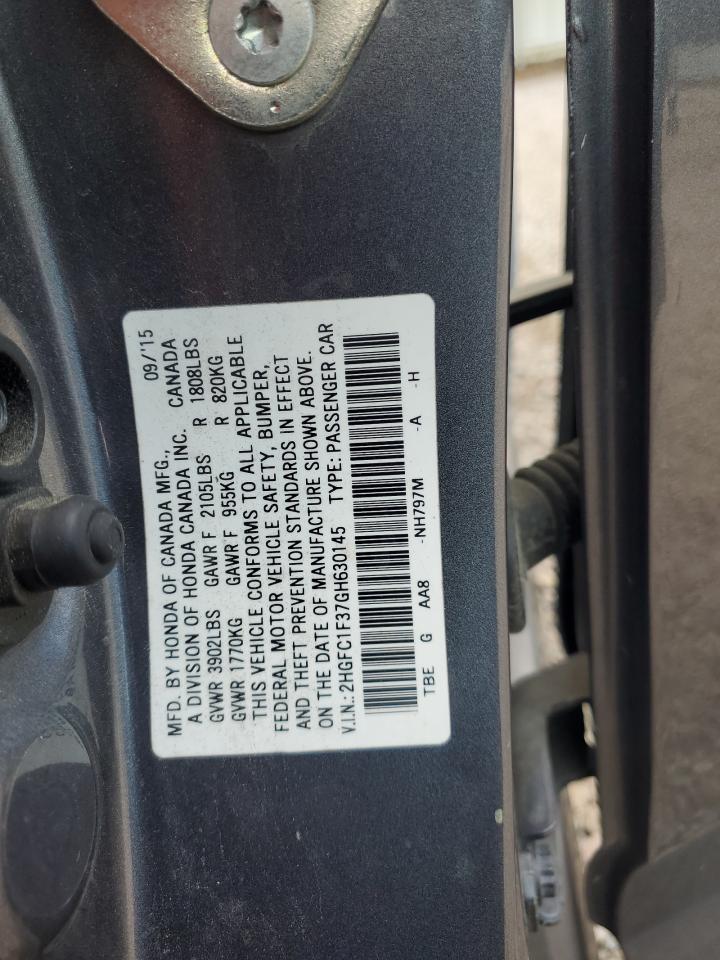 MFD. BY HONDA OF CANADA MFG., 09/'15
A DIVISION OF HONDA CANADA INC. CANADA
GVWR 3902LBS GAWR F 2105LBS R 1808LBS
GVWR 1770KG GAWR F 955KG R 820KG
THIS VEHICLE CONFORMS TO ALL APPLICABLE
FEDERAL MOTOR VEHICLE SAFETY, BUMPER,
AND THEFT PREVENTION STANDARDS IN EFFECT
ON THE DATE OF MANUFACTURE SHOWN ABOVE.
V.I.N.: 2HGFC1F37GH630145 TYPE: PASSENGER CAR
TBE G AA8 -NH797M -A -H